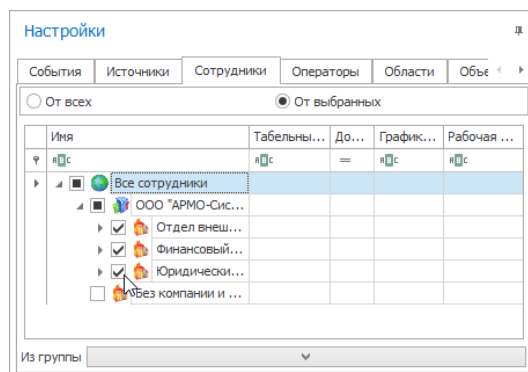 Настройки
События Источники Сотрудники Операторы Области Объе
От всех От выбранных
Имя Табельны... До... График... Рабочая ...
=
Все сотрудники
ООО "АРМО-Сис...
Отдел внеш...
Финансовый...
Юридически...
Без компании и ...
Из группы